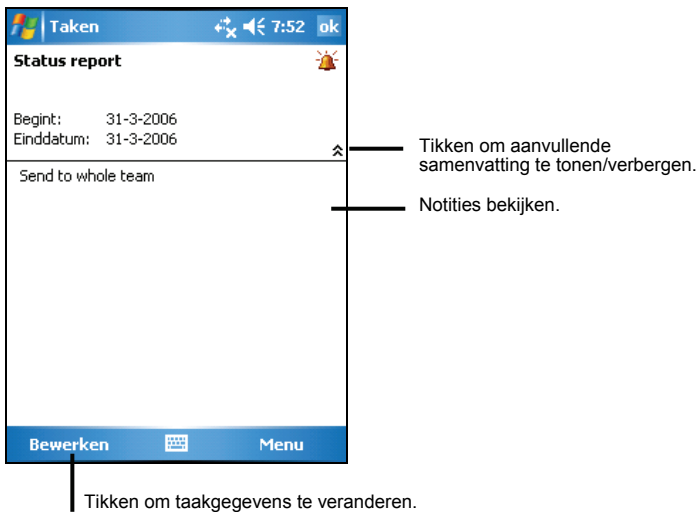 Taken 7:52 ok
Status report
Begint: 31-3-2006
Einddatum: 31-3-2006
Tikken om aanvullende
samenvatting te tonen/verbergen.
Send to whole team
Notities bekijken.
Bewerken Menu
Tikken om taakgegevens te veranderen.